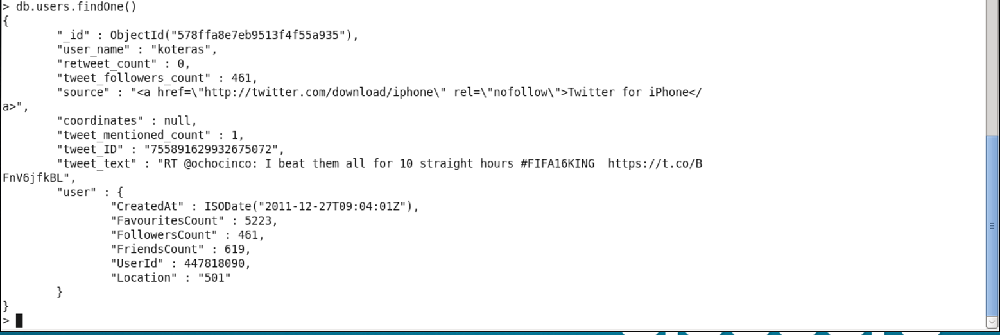 > db.users.findOne()
{
        "_id" : ObjectId("578ffa8e7eb9513f4f55a935"),
        "user_name" : "koteras",
        "retweet_count" : 0,
        "tweet_followers_count" : 461,
        "source" : "<a href=\"http://twitter.com/download/iphone\" rel=\"nofollow\">Twitter for iPhone</
a>",
        "coordinates" : null,
        "tweet_mentioned_count" : 1,
        "tweet_ID" : "755891629932675072",
        "tweet_text" : "RT @ochocinco: I beat them all for 10 straight hours #FIFA16KING  https://t.co/B
FnV6jfkBL",
        "user" : {
                "CreatedAt" : ISODate("2011-12-27T09:04:01Z"),
                "FavouritesCount" : 5223,
                "FollowersCount" : 461,
                "FriendsCount" : 619,
                "UserId" : 447818090,
                "Location" : "501"
        }
}
>